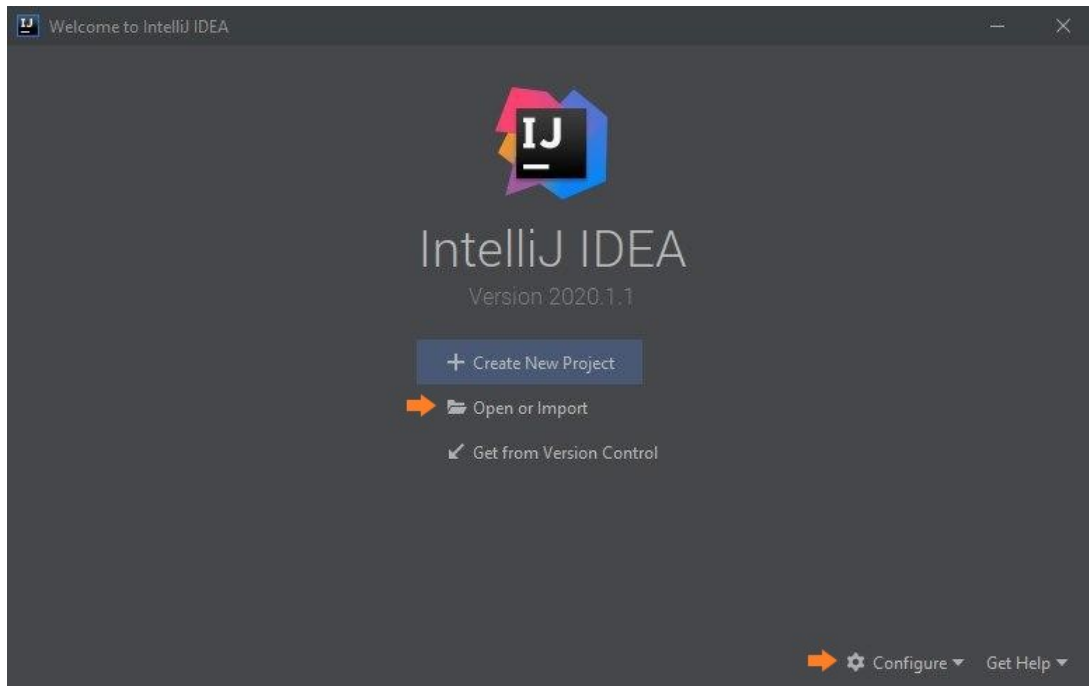 IJ Welcome to IntelliJ IDEA
IJ
IntelliJ IDEA
Version 2020.1.1
Create New Project
Open or Import
Get from Version Control
Configure Get Help